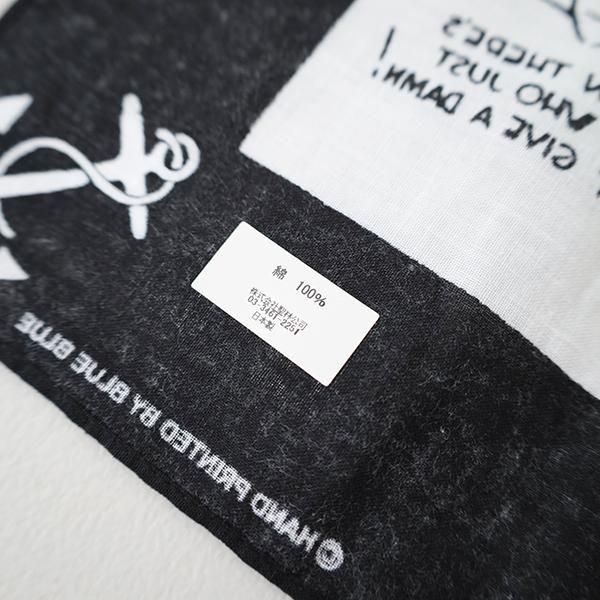 N THERE'S
WHO JUST
GIVE A DAMN!
綿 100%
株式会社聖林公司
03-3461-2251
日本製
© HAND PRINTED BY BLUE BLUE